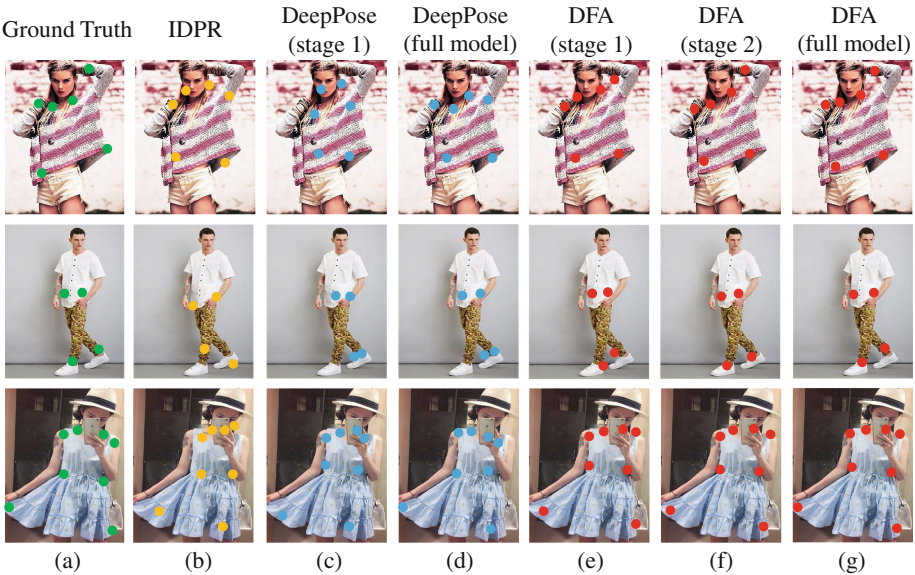 Ground Truth
IDPR
DeepPose
(stage 1)
DeepPose
(full model)
DFA
(stage 1)
DFA
(stage 2)
DFA
(full model)
(a)
(b)
(c)
(d)
(e)
(f)
(g)